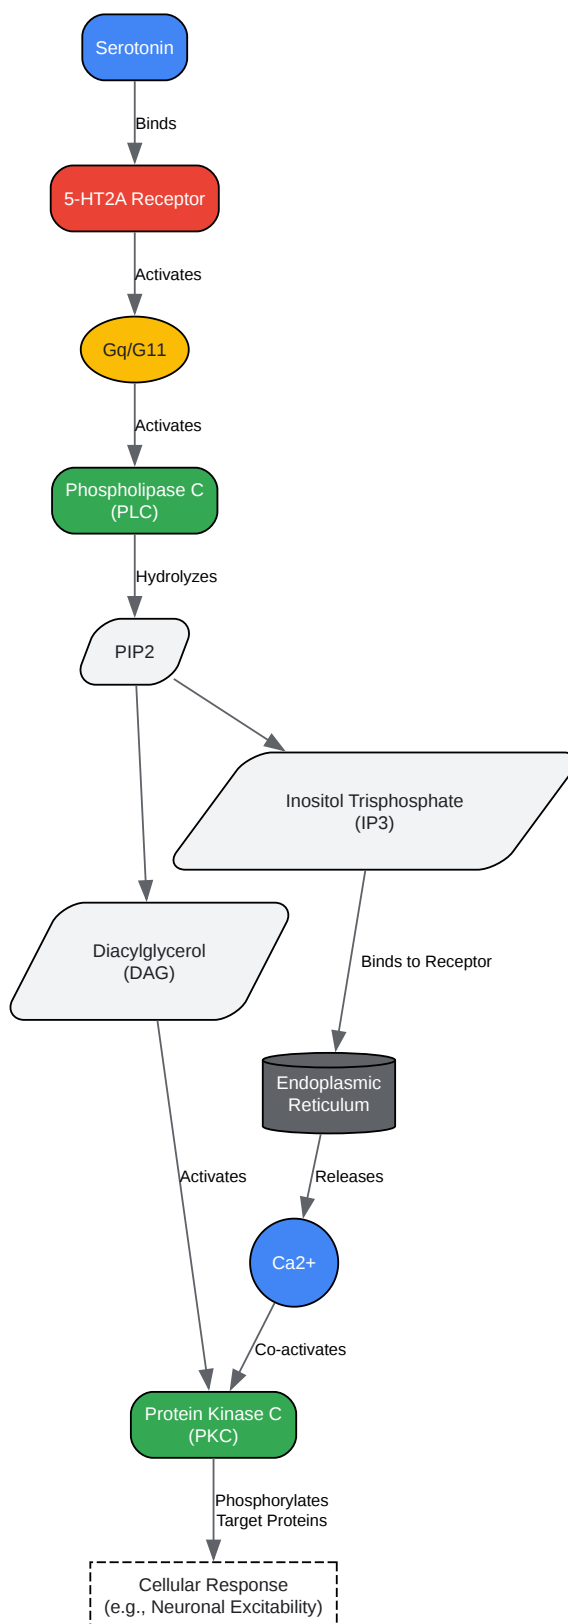 Serotonin
Binds
5-HT2A Receptor
Activates
Gq/G11
Activates
Phospholipase C
(PLC)
Hydrolyzes
PIP2
Inositol Trisphosphate
(IP3)
Diacylglycerol
(DAG)
Binds to Receptor
Endoplasmic
Reticulum
Activates
Releases
Ca2+
Co-activates
Protein Kinase C
(PKC)
Phosphorylates
Target Proteins
Cellular Response
(e.g., Neuronal Excitability)